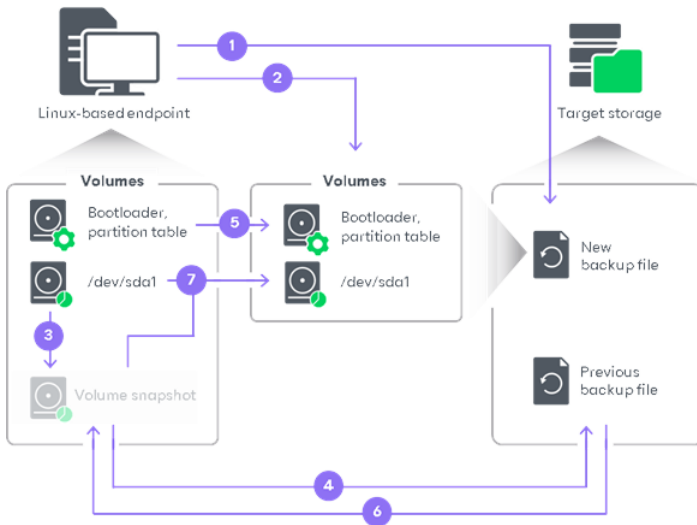 1
2
Linux-based endpoint
Target storage
Volumes
Volumes
Bootloader,
partition table
5
Bootloader,
partition table
New
backup file
/dev/sda1
7
/dev/sda1
3
Volume snapshot
Previous
backup file
4
6